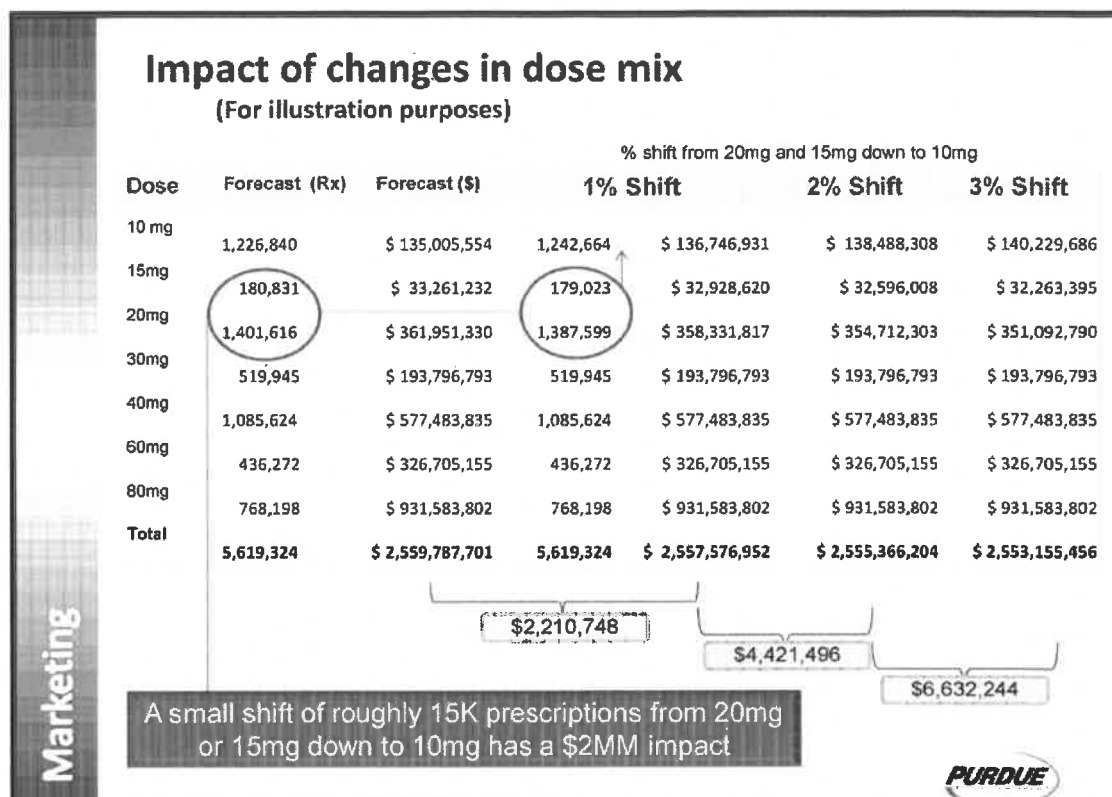 Impact of changes in dose mix
(For illustration purposes)
% shift from 20mg and 15mg down to 10mg
Dose Forecast (Rx) Forecast ($) 1% Shift 2% Shift 3% Shift
10 mg
1,226,840 $ 135,005,554 1,242,664 $ 136,746,931 $ 138,488,308 $ 140,229,686
15mg
180,831 $ 33,261,232 179,023 $ 32,928,620 $ 32,596,008 $ 32,263,395
20mg
1,401,616 $ 361,951,330 1,387,599 $ 358,331,817 $ 354,712,303 $ 351,092,790
30mg
519,945 $ 193,796,793 519,945 $ 193,796,793 $ 193,796,793 $ 193,796,793
40mg
1,085,624 $ 577,483,835 1,085,624 $ 577,483,835 $ 577,483,835 $ 577,483,835
60mg
436,272 $ 326,705,155 436,272 $ 326,705,155 $ 326,705,155 $ 326,705,155
80mg
768,198 $ 931,583,802 768,198 $ 931,583,802 $ 931,583,802 $ 931,583,802
Total
5,619,324 $ 2,559,787,701 5,619,324 $ 2,557,576,952 $ 2,555,366,204 $ 2,553,155,456
$2,210,748
$4,421,496
$6,632,244
A small shift of roughly 15K prescriptions from 20mg
or 15mg down to 10mg has a $2MM impact
Marketing
PURDUE